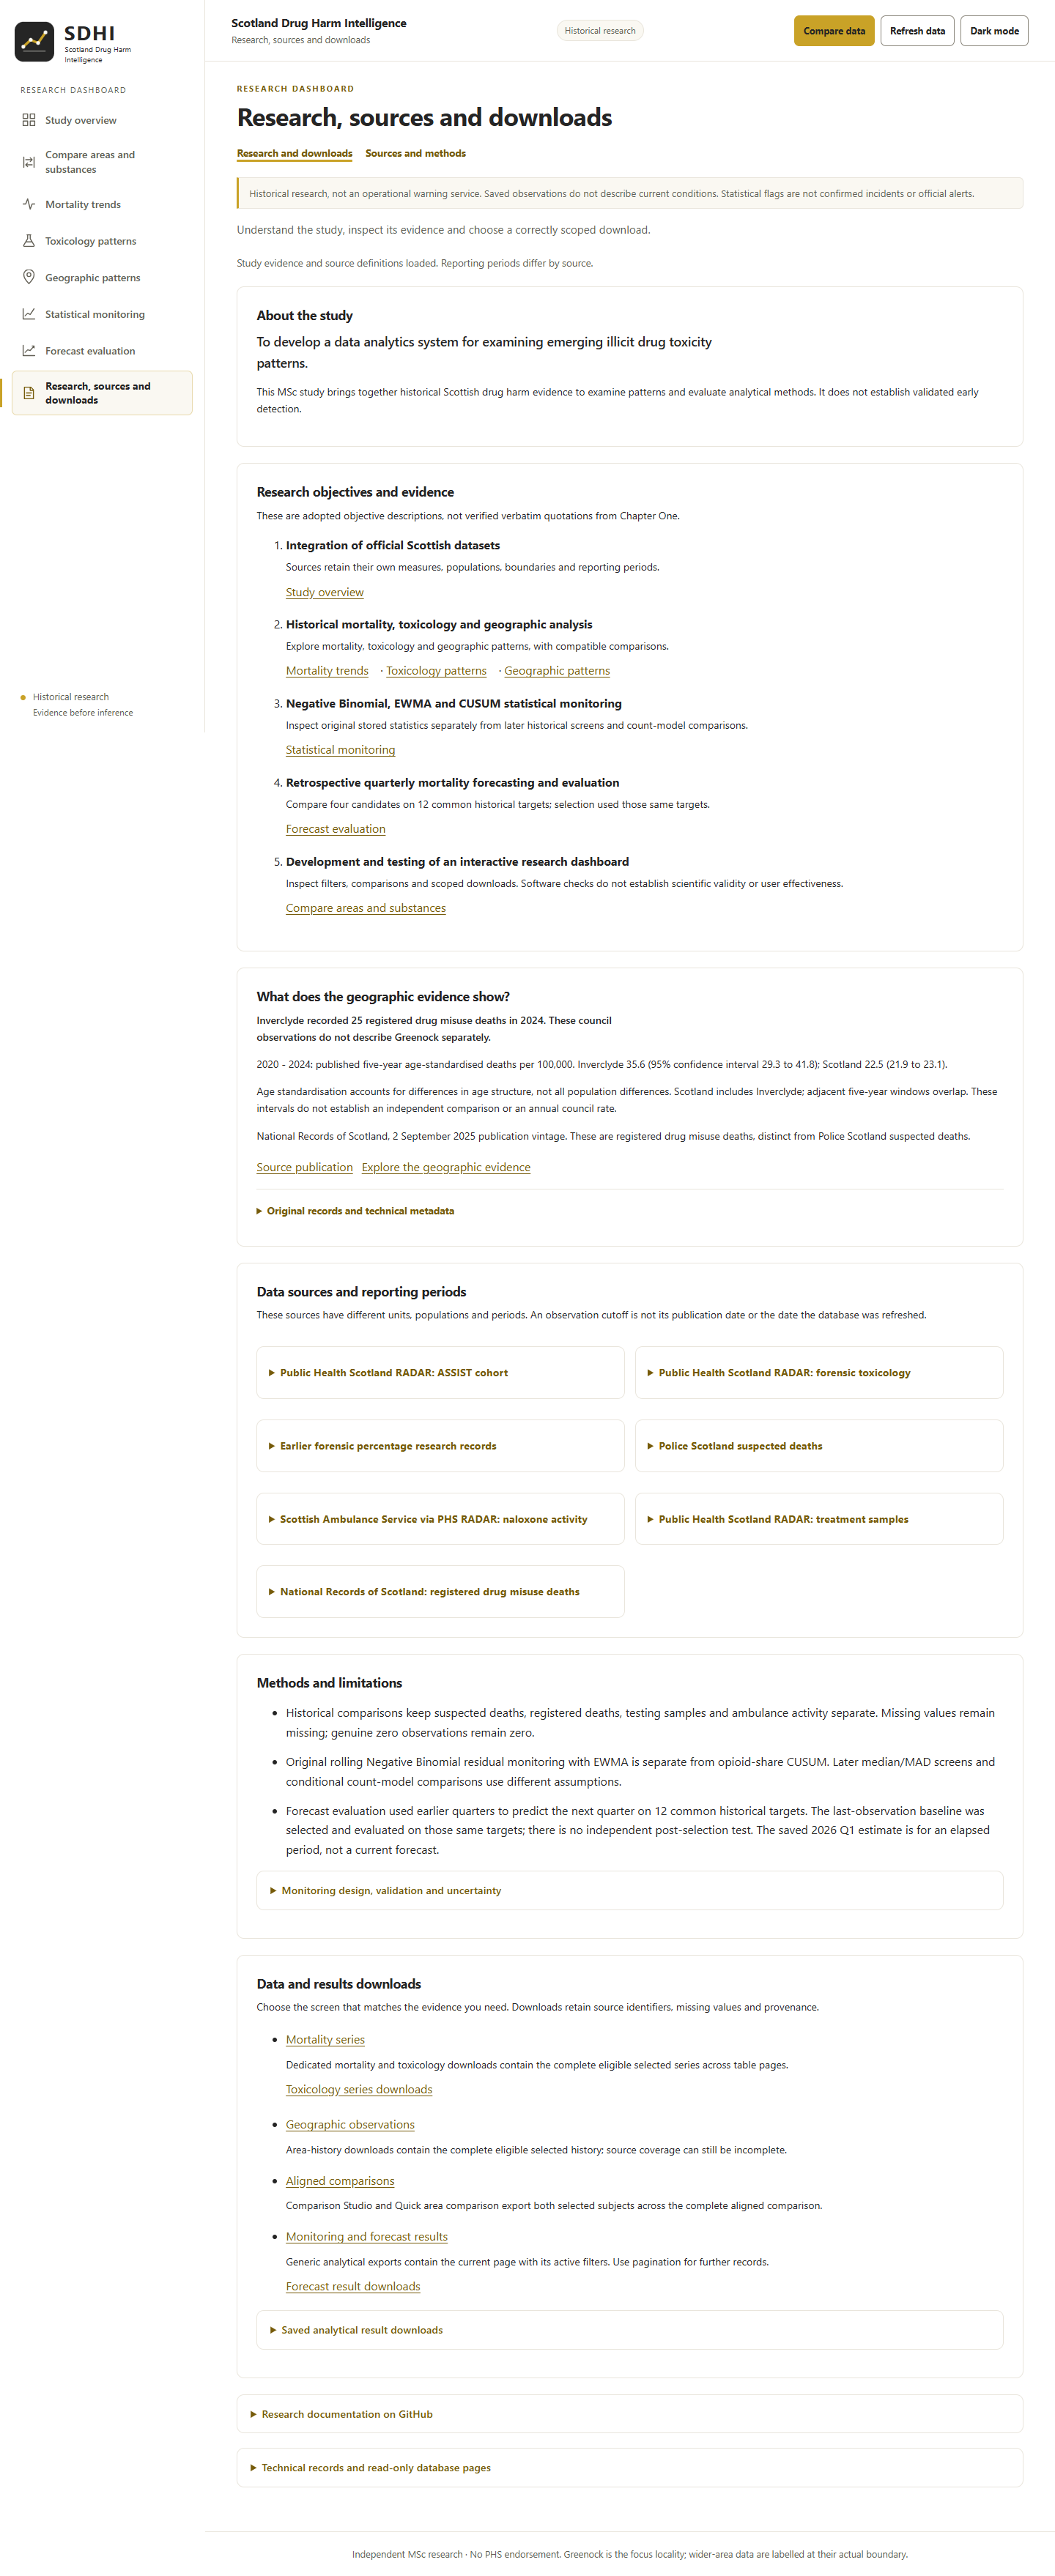 SDHI
Scotland Drug Harm
Intelligence
RESEARCH DASHBOARD
Study overview
Compare areas and
substances
Mortality trends
Toxicology patterns
Geographic patterns
Statistical monitoring
Forecast evaluation
Research, sources and
downloads
Historical research
Evidence before inference
Scotland Drug Harm Intelligence
Research, sources and downloads
Historical research
Compare data
Refresh data
Dark mode
RESEARCH DASHBOARD
Research, sources and downloads
Research and downloads Sources and methods
Historical research, not an operational warning service. Saved observations do not describe current conditions. Statistical flags are not confirmed incidents or official alerts.
Understand the study, inspect its evidence and choose a correctly scoped download.
Study evidence and source definitions loaded. Reporting periods differ by source.
About the study
To develop a data analytics system for examining emerging illicit drug toxicity
patterns.
This MSc study brings together historical Scottish drug harm evidence to examine patterns and evaluate analytical methods. It does not establish validated early
detection.
Research objectives and evidence
These are adopted objective descriptions, not verified verbatim quotations from Chapter One.
1. Integration of official Scottish datasets
Sources retain their own measures, populations, boundaries and reporting periods.
Study overview
2. Historical mortality, toxicology and geographic analysis
Explore mortality, toxicology and geographic patterns, with compatible comparisons.
Mortality trends · Toxicology patterns · Geographic patterns
3. Negative Binomial, EWMA and CUSUM statistical monitoring
Inspect original stored statistics separately from later historical screens and count-model comparisons.
Statistical monitoring
4. Retrospective quarterly mortality forecasting and evaluation
Compare four candidates on 12 common historical targets; selection used those same targets.
Forecast evaluation
5. Development and testing of an interactive research dashboard
Inspect filters, comparisons and scoped downloads. Software checks do not establish scientific validity or user effectiveness.
Compare areas and substances
What does the geographic evidence show?
Inverclyde recorded 25 registered drug misuse deaths in 2024. These council
observations do not describe Greenock separately.
2020 - 2024: published five-year age-standardised deaths per 100,000. Inverclyde 35.6 (95% confidence interval 29.3 to 41.8); Scotland 22.5 (21.9 to 23.1).
Age standardisation accounts for differences in age structure, not all population differences. Scotland includes Inverclyde; adjacent five-year windows overlap. These
intervals do not establish an independent comparison or an annual council rate.
National Records of Scotland, 2 September 2025 publication vintage. These are registered drug misuse deaths, distinct from Police Scotland suspected deaths.
Source publication Explore the geographic evidence
▶ Original records and technical metadata
Data sources and reporting periods
These sources have different units, populations and periods. An observation cutoff is not its publication date or the date the database was refreshed.
▶ Public Health Scotland RADAR: ASSIST cohort
▶ Public Health Scotland RADAR: forensic toxicology
▶ Earlier forensic percentage research records
▶ Police Scotland suspected deaths
▶ Scottish Ambulance Service via PHS RADAR: naloxone activity
▶ Public Health Scotland RADAR: treatment samples
▶ National Records of Scotland: registered drug misuse deaths
Methods and limitations
• Historical comparisons keep suspected deaths, registered deaths, testing samples and ambulance activity separate. Missing values remain
missing; genuine zero observations remain zero.
• Original rolling Negative Binomial residual monitoring with EWMA is separate from opioid-share CUSUM. Later median/MAD screens and
conditional count-model comparisons use different assumptions.
• Forecast evaluation used earlier quarters to predict the next quarter on 12 common historical targets. The last-observation baseline was
selected and evaluated on those same targets; there is no independent post-selection test. The saved 2026 Q1 estimate is for an elapsed
period, not a current forecast.
▶ Monitoring design, validation and uncertainty
Data and results downloads
Choose the screen that matches the evidence you need. Downloads retain source identifiers, missing values and provenance.
• Mortality series
Dedicated mortality and toxicology downloads contain the complete eligible selected series across table pages.
Toxicology series downloads
• Geographic observations
Area-history downloads contain the complete eligible selected history; source coverage can still be incomplete.
• Aligned comparisons
Comparison Studio and Quick area comparison export both selected subjects across the complete aligned comparison.
• Monitoring and forecast results
Generic analytical exports contain the current page with its active filters. Use pagination for further records.
Forecast result downloads
▶ Saved analytical result downloads
▶ Research documentation on GitHub
▶ Technical records and read-only database pages
Independent MSc research · No PHS endorsement. Greenock is the focus locality; wider-area data are labelled at their actual boundary.